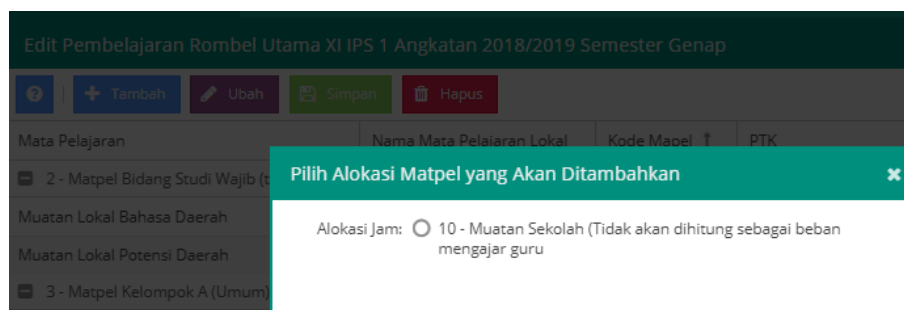 Edit Pembelajaran Rombel Utama XI IPS 1 Angkatan 2018/2019 Semester Genap
Tambah Ubah Simpan Hapus
Mata Pelajaran Nama Mata Pelajaran Lokal Kode Mapel PTK
2 - Matpel Bidang Studi Wajib (t
Pilih Alokasi Matpel yang Akan Ditambahkan
Muatan Lokal Bahasa Daerah
Alokasi Jam: 10 - Muatan Sekolah (Tidak akan dihitung sebagai beban
mengajar guru
Muatan Lokal Potensi Daerah
3 - Matpel Kelompok A (Umum)